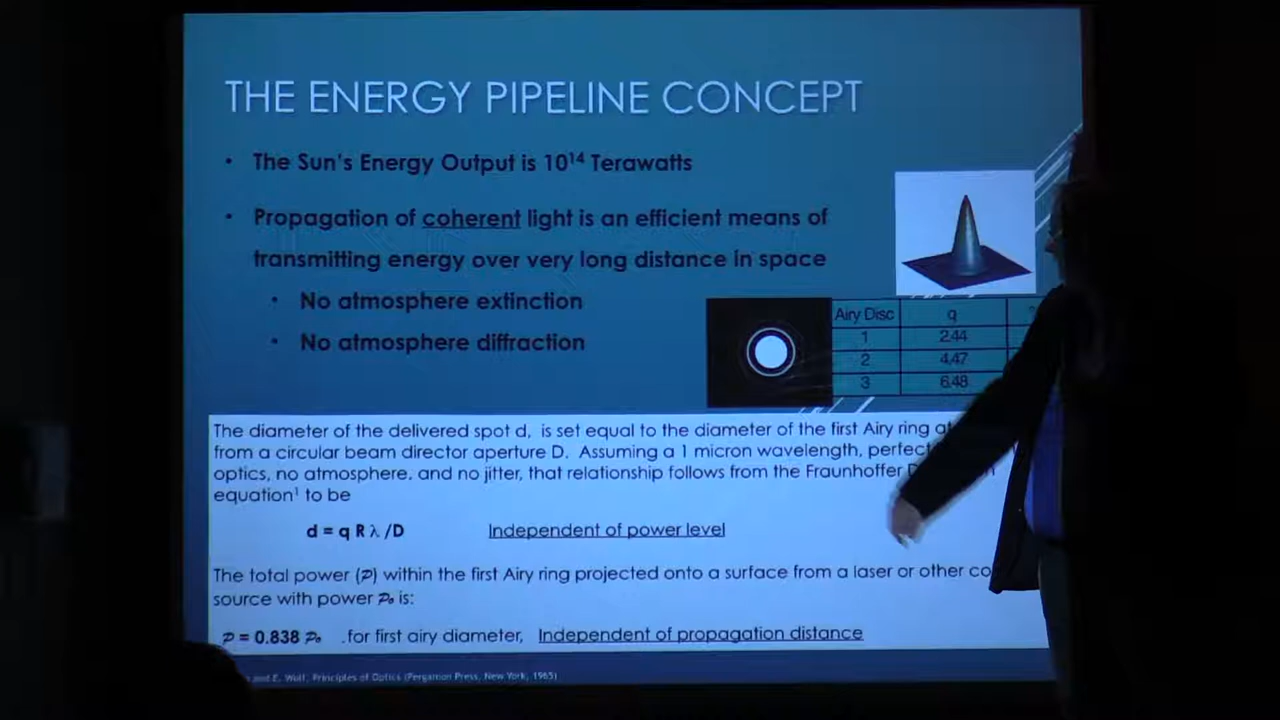 THE ENERGY PIPELINE CONCEPT
• The Sun's Energy Output is 10¹⁴ Terawatts
• Propagation of coherent light is an efficient means of
transmitting energy over very long distance in space
• No atmosphere extinction
• No atmosphere diffraction
Airy Disc q
1 2.44
2 4.47
3 6.48
The diameter of the delivered spot d, is set equal to the diameter of the first Airy ring at
from a circular beam director aperture D. Assuming a 1 micron wavelength, perfect
optics, no atmosphere, and no jitter, that relationship follows from the Fraunhoffer
equation¹ to be
d = q R λ /D Independent of power level
The total power (𝓅) within the first Airy ring projected onto a surface from a laser or other
source with power 𝓅ₒ is:
𝓅 = 0.838 𝓅ₒ .for first airy diameter, Independent of propagation distance
and E. Wolf, Principles of Optics (Pergamon Press, New York, 1965)